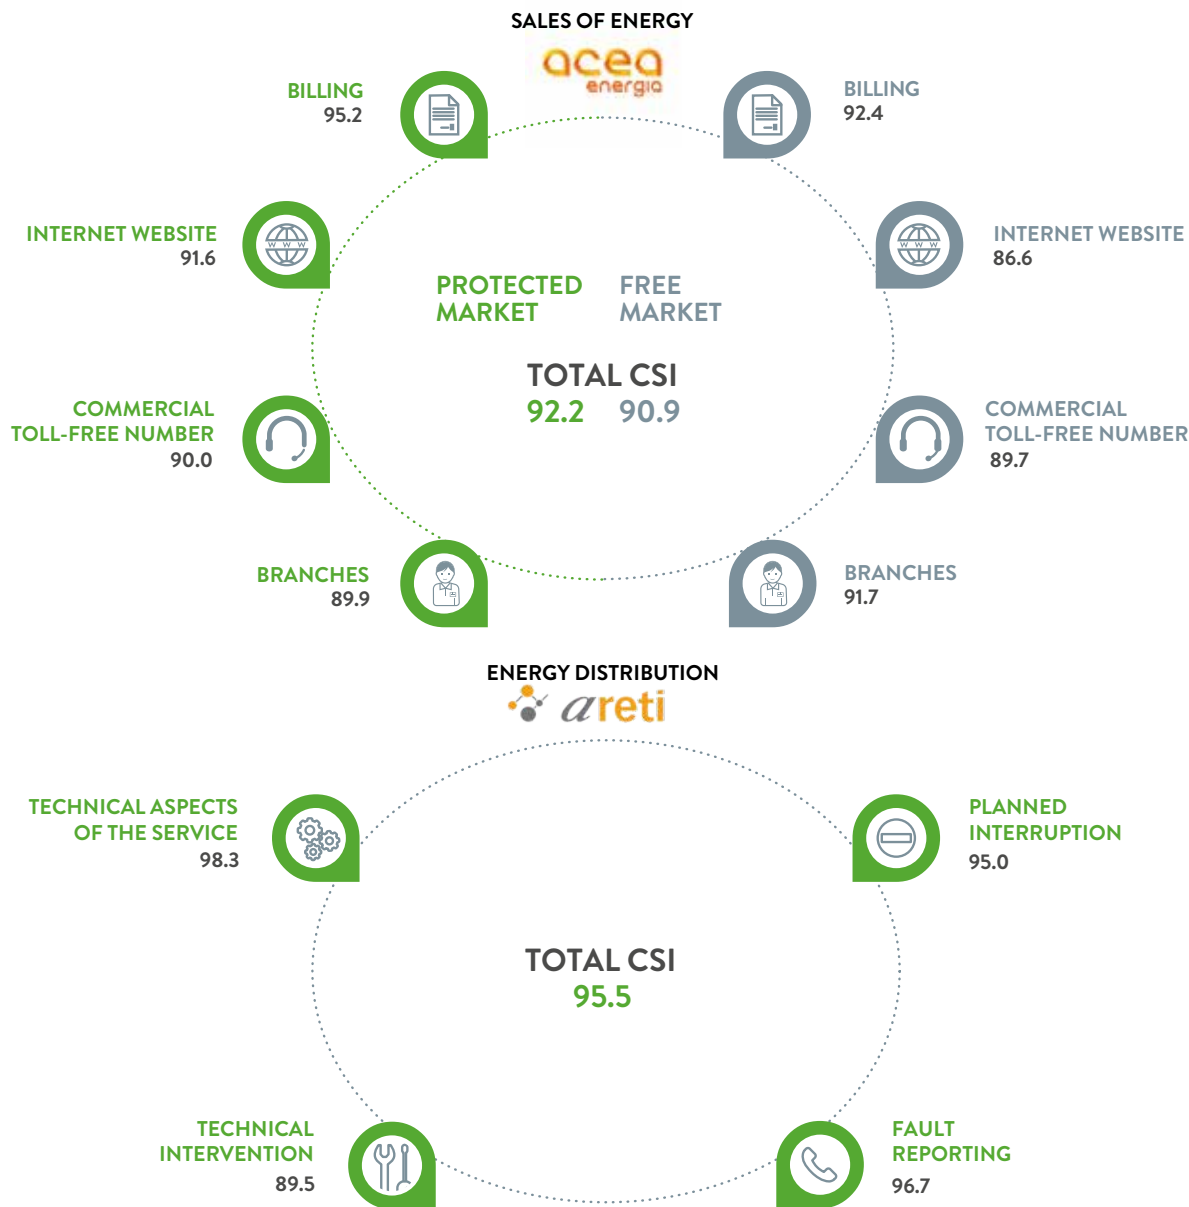 SALES OF ENERGY
acea
energia
BILLING
95.2
BILLING
92.4
INTERNET WEBSITE
91.6
WWW
WWW
INTERNET WEBSITE
86.6
PROTECTED
MARKET
FREE
MARKET
TOTAL CSI
92.2 90.9
COMMERCIAL
TOLL-FREE NUMBER
90.0
COMMERCIAL
TOLL-FREE NUMBER
89.7
BRANCHES
89.9
BRANCHES
91.7
ENERGY DISTRIBUTION
areti
TECHNICAL ASPECTS
OF THE SERVICE
98.3
PLANNED
INTERRUPTION
95.0
TOTAL CSI
95.5
TECHNICAL
INTERVENTION
89.5
FAULT
REPORTING
96.7